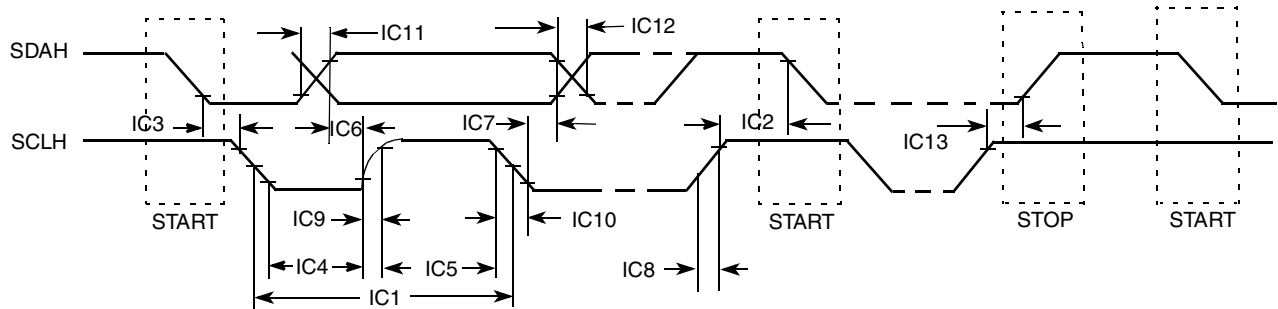 IC11
IC12
SDAH
IC3
IC6
IC7
IC2
IC13
SCLH
START
IC9
IC10
START
STOP
START
IC4
IC5
IC8
IC1